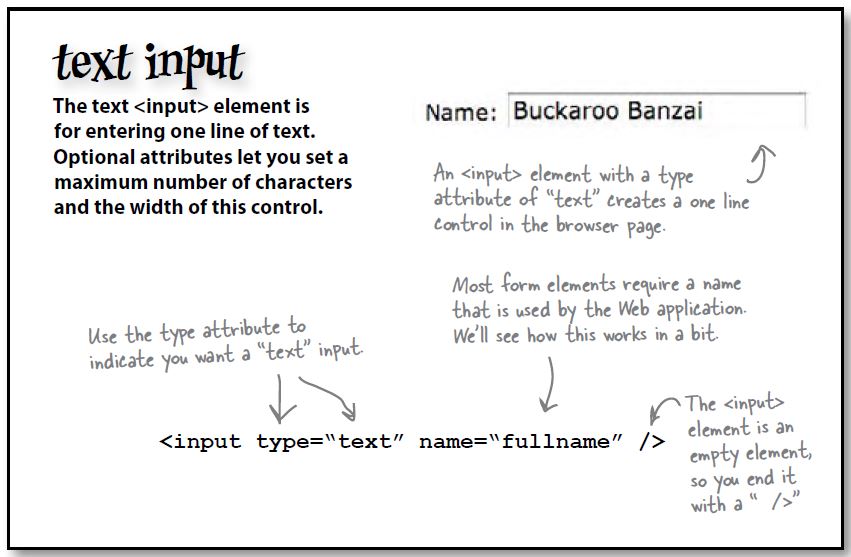 text input
The text <input> element is
for entering one line of text.
Optional attributes let you set a
maximum number of characters
and the width of this control.
Name: Buckaroo Banzai
An <input> element with a type
attribute of “text” creates a one line
control in the browser page.
Most form elements require a name
that is used by the Web application.
We’ll see how this works in a bit.
Use the type attribute to
indicate you want a “text” input.
<input type=“text” name=“fullname” />
The <input>
element is an
empty element,
so you end it
with a “ />”